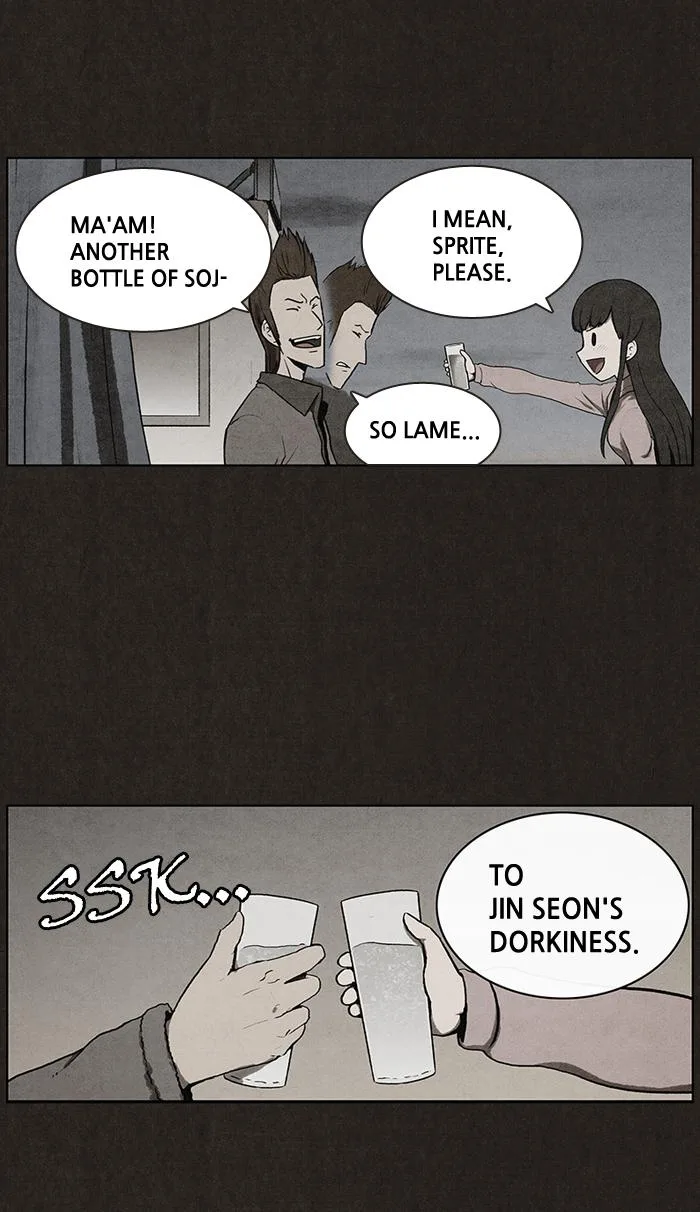 MA'AM!
ANOTHER
BOTTLE OF SOJ-
I MEAN,
SPRITE,
PLEASE.
SO LAME...
SSK...
TO
JIN SEON'S
DORKINESS.